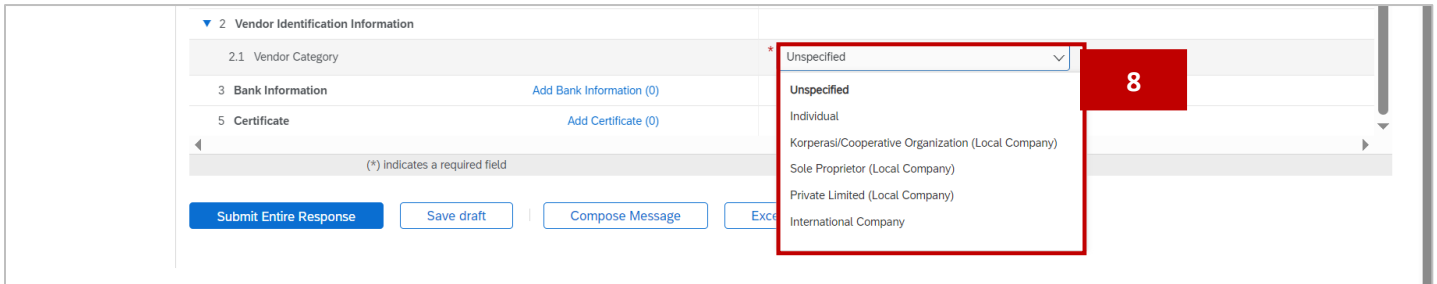 2 Vendor Identification Information
2.1 Vendor Category
* Unspecified
8
Unspecified
3 Bank Information Add Bank Information (0)
Individual
5 Certificate Add Certificate (0)
Korperasi/Cooperative Organization (Local Company)
Sole Proprietor (Local Company)
(*) indicates a required field
Private Limited (Local Company)
International Company
Submit Entire Response Save draft Compose Message